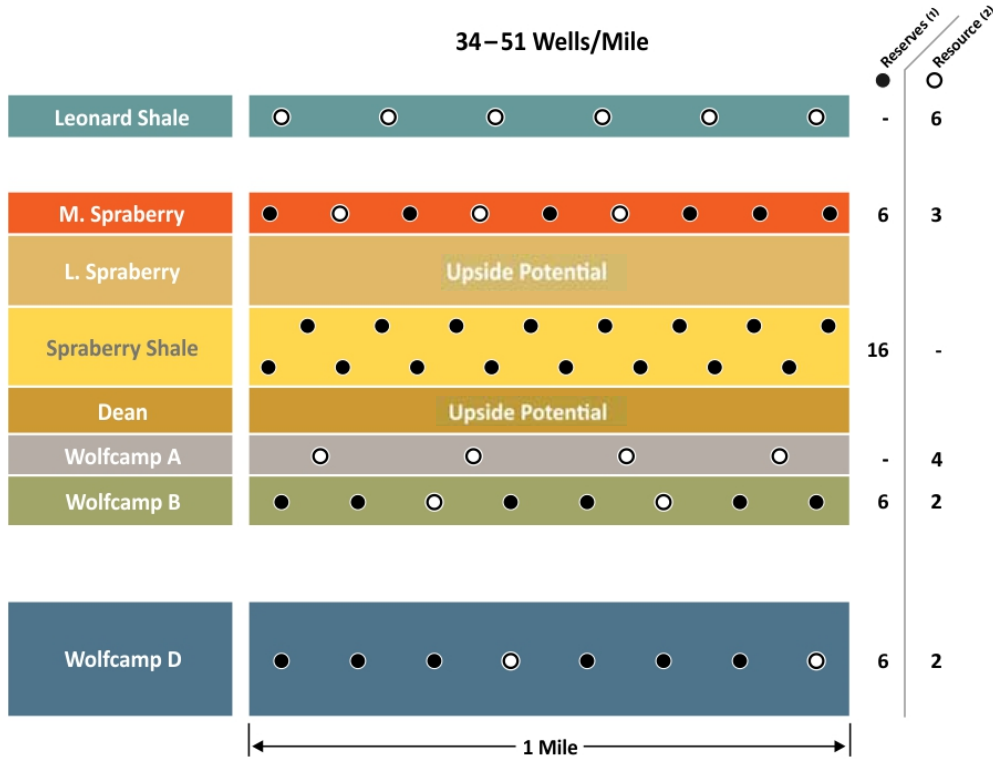 34–51 Wells/Mile
Reserves (1)
Resource (2)
Leonard Shale - 6
M. Spraberry 6 3
L. Spraberry Upside Potential
Spraberry Shale 16 -
Dean Upside Potential
Wolfcamp A - 4
Wolfcamp B 6 2
Wolfcamp D 6 2
1 Mile